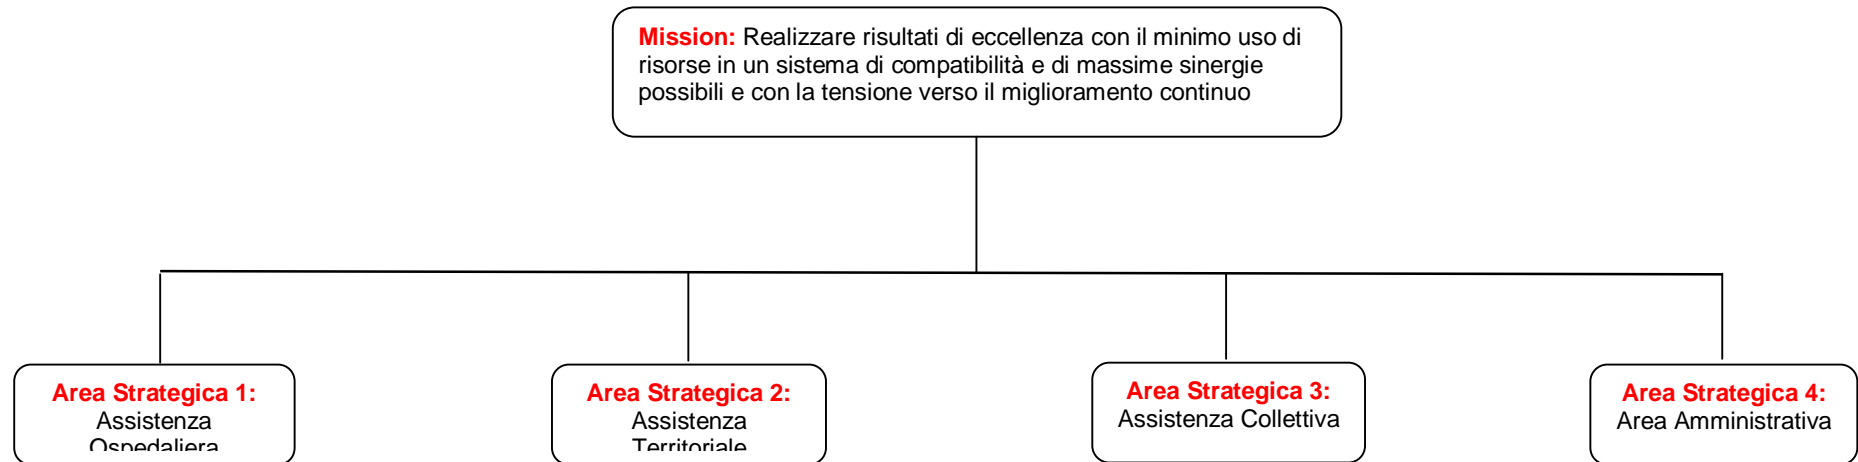 Mission: Realizzare risultati di eccellenza con il minimo uso di
risorse in un sistema di compatibilità e di massime sinergie
possibili e con la tensione verso il miglioramento continuo
Area Strategica 1:
Assistenza
Ospedaliera
Area Strategica 2:
Assistenza
Territoriale
Area Strategica 3:
Assistenza Collettiva
Area Strategica 4:
Area Amministrativa